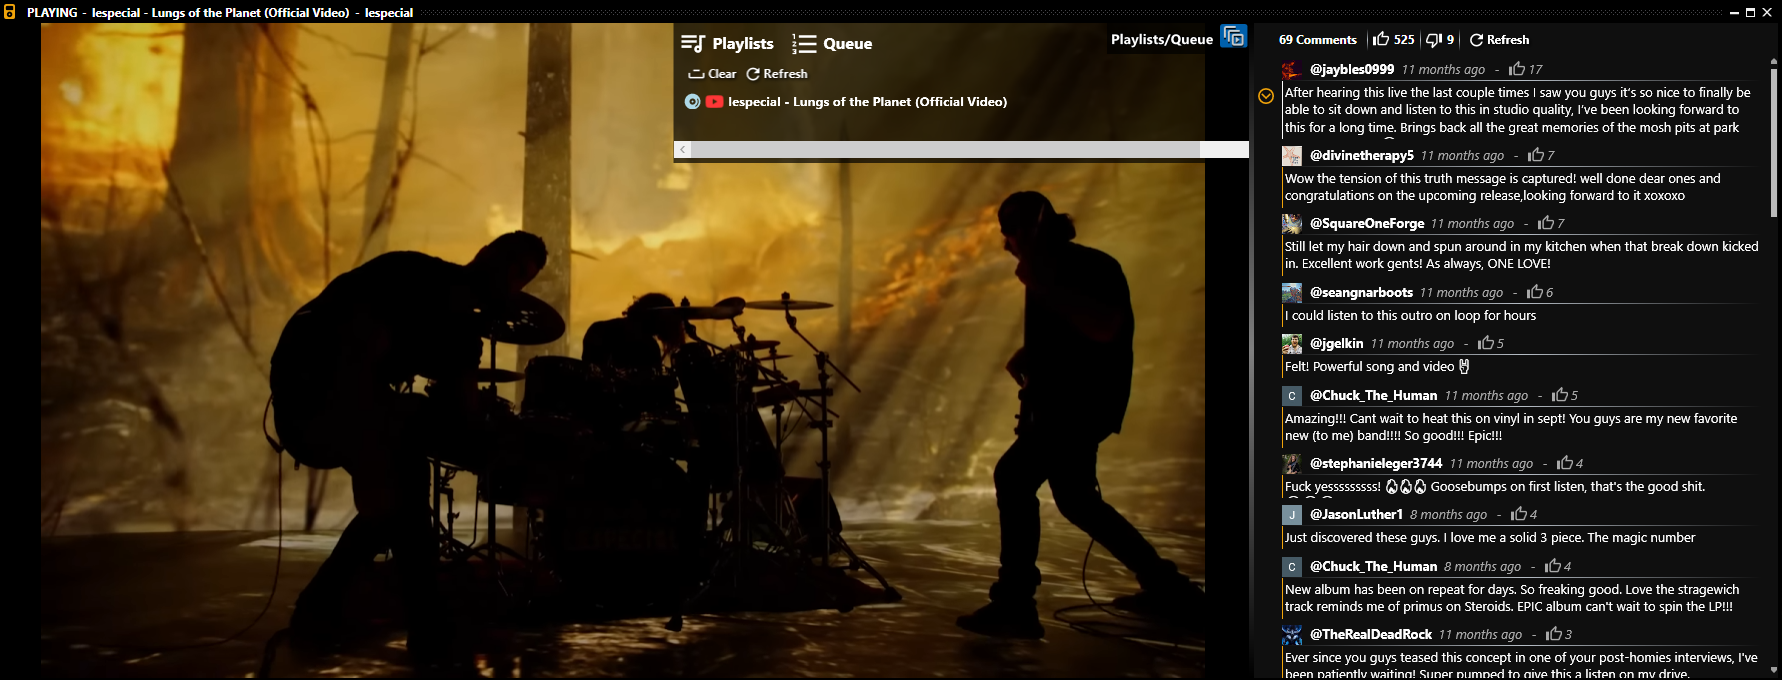 PLAYING - lespecial - Lungs of the Planet (Official Video) - lespecial
Playlists
Queue
Playlists/Queue
Clear
Refresh
lespecial - Lungs of the Planet (Official Video)
69 Comments
525
9
Refresh
@jaybles0999 11 months ago - 17
After hearing this live the last couple times I saw you guys it's so nice to finally be
able to sit down and listen to this in studio quality, I've been looking forward to
this for a long time. Brings back all the great memories of the mosh pits at park
@divinetherapy5 11 months ago - 7
Wow the tension of this truth message is captured! well done dear ones and
congratulations on the upcoming release,looking forward to it xoxoxo
@SquareOneForge 11 months ago - 7
Still let my hair down and spun around in my kitchen when that break down kicked
in. Excellent work gents! As always, ONE LOVE!
@seangnarboots 11 months ago - 6
I could listen to this outro on loop for hours
@jgelkin 11 months ago - 5
Felt! Powerful song and video 🤘
C @Chuck_The_Human 11 months ago - 5
Amazing!!! Cant wait to heat this on vinyl in sept! You guys are my new favorite
new (to me) band!!!! So good!!! Epic!!!
@stephanieleger3744 11 months ago - 4
Fuck yesssssssss! 🔥🔥🔥 Goosebumps on first listen, that's the good shit.
J @JasonLuther1 8 months ago - 4
Just discovered these guys. I love me a solid 3 piece. The magic number
C @Chuck_The_Human 8 months ago - 4
New album has been on repeat for days. So freaking good. Love the stragewich
track reminds me of primus on Steroids. EPIC album can't wait to spin the LP!!!
@TheRealDeadRock 11 months ago - 3
Ever since you guys teased this concept in one of your post-homies interviews, I've
been patiently waiting! Super pumped to give this a listen on my drive.